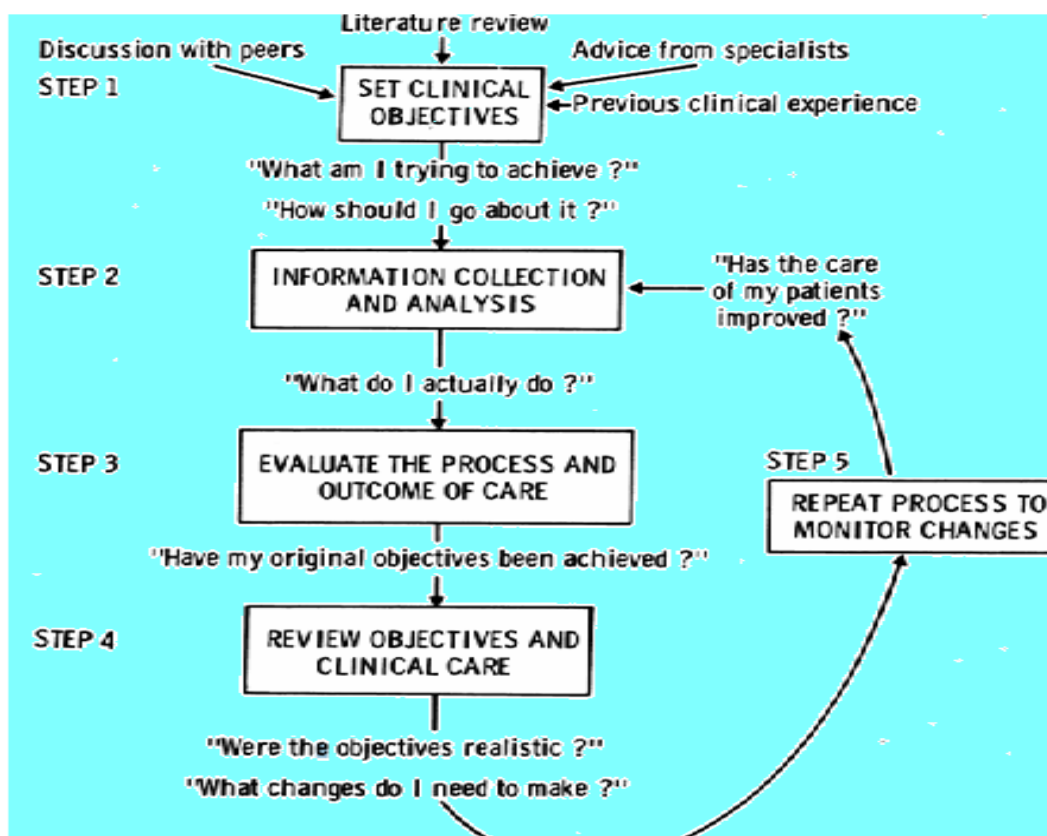 Literature review
Discussion with peers
Advice from specialists
STEP 1
SET CLINICAL
OBJECTIVES
Previous clinical experience
"What am I trying to achieve ?"
"How should I go about it ?"
STEP 2
INFORMATION COLLECTION
AND ANALYSIS
"Has the care
of my patients
improved ?"
"What do I actually do ?"
STEP 3
EVALUATE THE PROCESS AND
OUTCOME OF CARE
STEP 5
REPEAT PROCESS TO
MONITOR CHANGES
"Have my original objectives been achieved ?"
STEP 4
REVIEW OBJECTIVES AND
CLINICAL CARE
"Were the objectives realistic ?"
"What changes do I need to make ?"